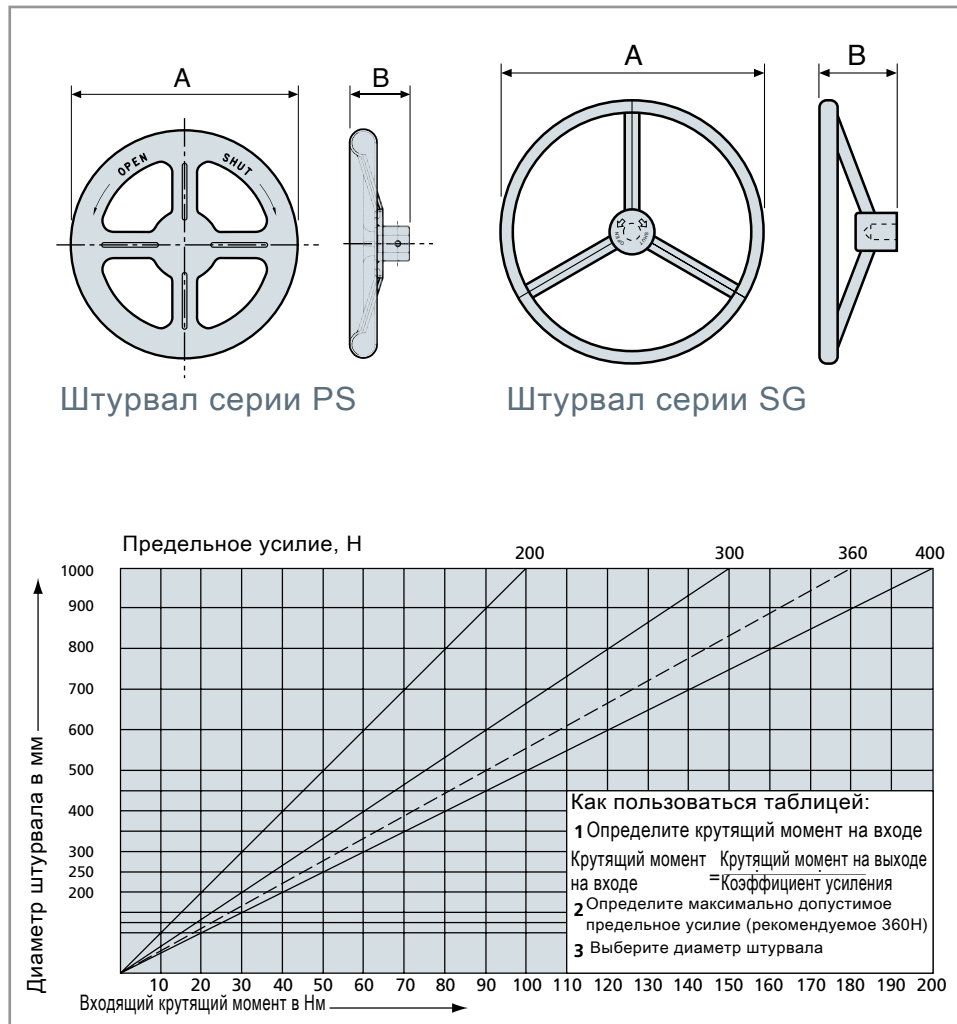 A
B
A
B
OPEN
SHUT
OPEN
SHUT
Штурвал серии PS
Штурвал серии SG
Предельное усилие, Н
200
300
360
400
1000
900
800
700
600
500
400
300
250
200
Диаметр штурвала в мм
10 20 30 40 50 60 70 80 90 100 110 120 130 140 150 160 170 180 190 200
Входящий крутящий момент в Нм
Как пользоваться таблицей:
1 Определите крутящий момент на входе
Крутящий момент на входе = Крутящий момент на выходе
Коэффициент усиления
2 Определите максимально допустимое
предельное усилие (рекомендуемое 360Н)
3 Выберите диаметр штурвала